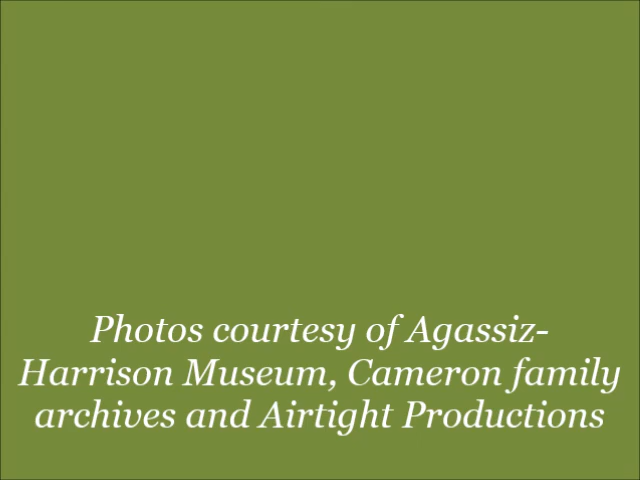 Photos courtesy of Agassiz-
Harrison Museum, Cameron family
archives and Airtight Productions